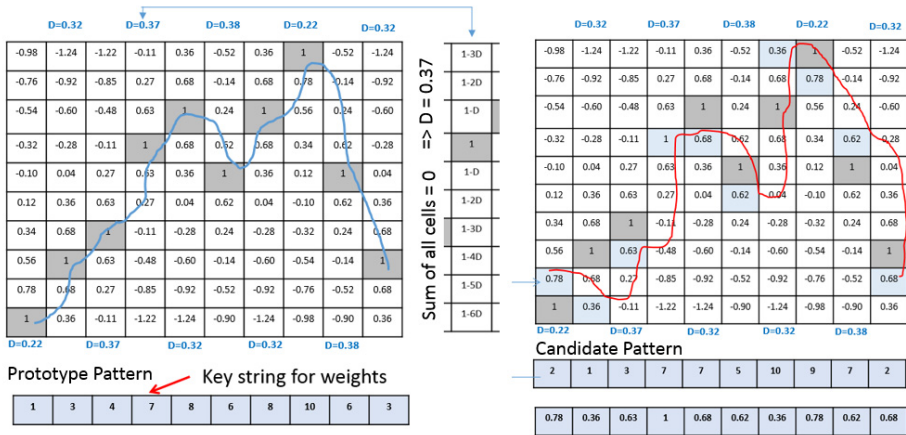 D=0.32 D=0.37 D=0.38 D=0.22 D=0.32
-0.98 -1.24 -1.22 -0.11 0.36 -0.52 0.36 1 -0.52 -1.24
-0.76 -0.92 -0.85 0.27 0.68 -0.14 0.68 0.78 -0.14 -0.92
-0.54 -0.60 -0.48 0.63 1 0.24 1 0.56 0.24 -0.60
-0.32 -0.28 -0.11 1 0.68 0.62 0.68 0.34 0.62 -0.28
-0.10 0.04 0.27 0.63 0.36 1 0.36 0.12 1 0.04
0.12 0.36 0.63 0.27 0.04 0.62 0.04 -0.10 0.62 0.36
0.34 0.68 1 -0.11 -0.28 0.24 -0.28 -0.32 0.24 0.68
0.56 1 0.63 -0.48 -0.60 -0.14 -0.60 -0.54 -0.14 1
0.78 0.68 0.27 -0.85 -0.92 -0.52 -0.92 -0.76 -0.52 0.68
1 0.36 -0.11 -1.22 -1.24 -0.90 -1.24 -0.98 -0.90 0.36
D=0.22 D=0.37 D=0.32 D=0.32 D=0.38
Prototype Pattern
Key string for weights
1 3 4 7 8 6 8 10 6 3
Sum of all cells = 0 => D = 0.37
1-3D
1-2D
1-D
1
1-D
1-2D
1-3D
1-4D
1-5D
1-6D
D=0.32 D=0.32 D=0.38 D=0.22 D=0.32
-0.98 -1.24 -1.22 -0.11 0.36 -0.52 0.36 1 -0.52 -1.24
-0.76 -0.92 -0.85 0.27 0.68 -0.14 0.68 0.78 -0.14 -0.92
-0.54 -0.60 -0.48 0.63 1 0.24 1 0.56 0.24 -0.60
-0.32 -0.28 -0.11 1 0.68 0.62 0.68 0.34 0.62 -0.28
-0.10 0.04 0.27 0.63 0.36 1 0.36 0.12 1 0.04
0.12 0.36 0.63 0.27 0.04 0.62 0.04 -0.10 0.62 0.36
0.34 0.68 1 -0.11 -0.28 0.24 -0.28 -0.32 0.24 0.68
0.56 1 0.63 -0.48 -0.60 -0.14 -0.60 -0.54 -0.14 1
0.78 0.68 0.27 -0.85 -0.92 -0.52 -0.92 -0.76 -0.52 0.68
1 0.36 -0.11 -1.22 -1.24 -0.90 -1.24 -0.98 -0.90 0.36
D=0.22 D=0.37 D=0.32 D=0.32 D=0.38
Candidate Pattern
2 1 3 7 7 5 10 9 7 2
0.78 0.36 0.63 1 0.68 0.62 0.36 0.78 0.62 0.68